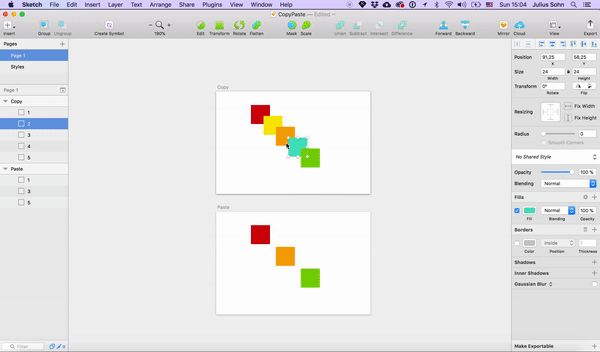 Sketch File Edit Insert Layer Text Arrange Share Plugins View Window Help
Sun 15:04 Julius Sohn
CopyPaste — Edited
Insert Group Ungroup Create Symbol 190% Edit Transform Rotate Flatten Mask Scale Union Subtract Intersect Difference Forward Backward Mirror Cloud View Export
Pages
Page 1
Styles
Page 1
Copy
1
2
3
4
5
Paste
1
3
5
Filter
9
Copy
Paste
Position 91,25 58,25
X Y
Size 24 24
Width Height
Transform 0°
Rotate Flip
Resizing Fix Width
Fix Height
Radius 0
Smooth Corners
No Shared Style
Opacity 100 %
Blending Normal
Fills
Normal 100 %
Fill Blending Opacity
Borders
Inside 1
Color Position Thickness
Shadows
Inner Shadows
Gaussian Blur
Make Exportable